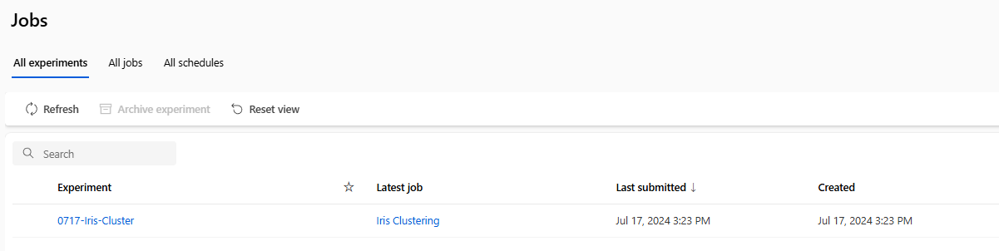 Jobs
All experiments All jobs All schedules
Refresh Archive experiment Reset view
Search
Experiment Latest job Last submitted ↓ Created
0717-Iris-Cluster Iris Clustering Jul 17, 2024 3:23 PM Jul 17, 2024 3:23 PM